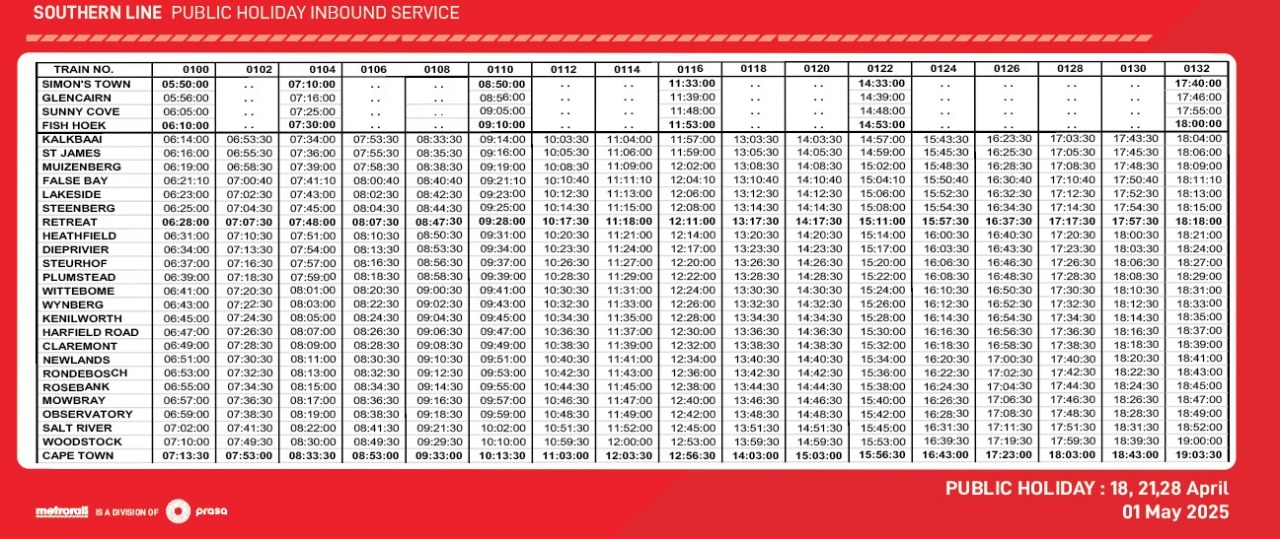 SOUTHERN LINE PUBLIC HOLIDAY INBOUND SERVICE
TRAIN NO. 0100 0102 0104 0106 0108 0110 0112 0114 0116 0118 0120 0122 0124 0126 0128 0130 0132
SIMON'S TOWN 05:50:00 .. 07:10:00 .. .. 08:50:00 .. .. 11:33:00 .. .. 14:33:00 .. .. .. .. 17:40:00
GLENCAIRN 05:56:00 .. 07:16:00 .. .. 08:56:00 .. .. 11:39:00 .. .. 14:39:00 .. .. .. .. 17:46:00
SUNNY COVE 06:05:00 .. 07:25:00 .. .. 09:05:00 .. .. 11:48:00 .. .. 14:48:00 .. .. .. .. 17:55:00
FISH HOEK 06:10:00 .. 07:30:00 .. .. 09:10:00 .. .. 11:53:00 .. .. 14:53:00 .. .. .. .. 18:00:00
KALKBAAI 06:14:00 06:53:30 07:34:00 07:53:30 08:33:30 09:14:00 10:03:30 11:04:00 11:57:00 13:03:30 14:03:30 14:57:00 15:43:30 16:23:30 17:03:30 17:43:30 18:04:00
ST JAMES 06:16:00 06:55:30 07:36:00 07:55:30 08:35:30 09:16:00 10:05:30 11:06:00 11:59:00 13:05:30 14:05:30 14:59:00 15:45:30 16:25:30 17:05:30 17:45:30 18:06:00
MUIZENBERG 06:19:00 06:58:30 07:39:00 07:58:30 08:38:30 09:19:00 10:08:30 11:09:00 12:02:00 13:08:30 14:08:30 15:02:00 15:48:30 16:28:30 17:08:30 17:48:30 18:09:00
FALSE BAY 06:21:10 07:00:40 07:41:10 08:00:40 08:40:40 09:21:10 10:10:40 11:11:10 12:04:10 13:10:40 14:10:40 15:04:10 15:50:40 16:30:40 17:10:40 17:50:40 18:11:10
LAKESIDE 06:23:00 07:02:30 07:43:00 08:02:30 08:42:30 09:23:00 10:12:30 11:13:00 12:06:00 13:12:30 14:12:30 15:06:00 15:52:30 16:32:30 17:12:30 17:52:30 18:13:00
STEENBERG 06:25:00 07:04:30 07:45:00 08:04:30 08:44:30 09:25:00 10:14:30 11:15:00 12:08:00 13:14:30 14:14:30 15:08:00 15:54:30 16:34:30 17:14:30 17:54:30 18:15:00
RETREAT 06:28:00 07:07:30 07:48:00 08:07:30 08:47:30 09:28:00 10:17:30 11:18:00 12:11:00 13:17:30 14:17:30 15:11:00 15:57:30 16:37:30 17:17:30 17:57:30 18:18:00
HEATHFIELD 06:31:00 07:10:30 07:51:00 08:10:30 08:50:30 09:31:00 10:20:30 11:21:00 12:14:00 13:20:30 14:20:30 15:14:00 16:00:30 16:40:30 17:20:30 18:00:30 18:21:00
DIEPRIVIER 06:34:00 07:13:30 07:54:00 08:13:30 08:53:30 09:34:00 10:23:30 11:24:00 12:17:00 13:23:30 14:23:30 15:17:00 16:03:30 16:43:30 17:23:30 18:03:30 18:24:00
STEURHOF 06:37:00 07:16:30 07:57:00 08:16:30 08:56:30 09:37:00 10:26:30 11:27:00 12:20:00 13:26:30 14:26:30 15:20:00 16:06:30 16:46:30 17:26:30 18:06:30 18:27:00
PLUMSTEAD 06:39:00 07:18:30 07:59:00 08:18:30 08:58:30 09:39:00 10:28:30 11:29:00 12:22:00 13:28:30 14:28:30 15:22:00 16:08:30 16:48:30 17:28:30 18:08:30 18:29:00
WITTEBOME 06:41:00 07:20:30 08:01:00 08:20:30 09:00:30 09:41:00 10:30:30 11:31:00 12:24:00 13:30:30 14:30:30 15:24:00 16:10:30 16:50:30 17:30:30 18:10:30 18:31:00
WYNBERG 06:43:00 07:22:30 08:03:00 08:22:30 09:02:30 09:43:00 10:32:30 11:33:00 12:26:00 13:32:30 14:32:30 15:26:00 16:12:30 16:52:30 17:32:30 18:12:30 18:33:00
KENILWORTH 06:45:00 07:24:30 08:05:00 08:24:30 09:04:30 09:45:00 10:34:30 11:35:00 12:28:00 13:34:30 14:34:30 15:28:00 16:14:30 16:54:30 17:34:30 18:14:30 18:35:00
HARFIELD ROAD 06:47:00 07:26:30 08:07:00 08:26:30 09:06:30 09:47:00 10:36:30 11:37:00 12:30:00 13:36:30 14:36:30 15:30:00 16:16:30 16:56:30 17:36:30 18:16:30 18:37:00
CLAREMONT 06:49:00 07:28:30 08:09:00 08:28:30 09:08:30 09:49:00 10:38:30 11:39:00 12:32:00 13:38:30 14:38:30 15:32:00 16:18:30 16:58:30 17:38:30 18:18:30 18:39:00
NEWLANDS 06:51:00 07:30:30 08:11:00 08:30:30 09:10:30 09:51:00 10:40:30 11:41:00 12:34:00 13:40:30 14:40:30 15:34:00 16:20:30 17:00:30 17:40:30 18:20:30 18:41:00
RONDEBOSCH 06:53:00 07:32:30 08:13:00 08:32:30 09:12:30 09:53:00 10:42:30 11:43:00 12:36:00 13:42:30 14:42:30 15:36:00 16:22:30 17:02:30 17:42:30 18:22:30 18:43:00
ROSEBANK 06:55:00 07:34:30 08:15:00 08:34:30 09:14:30 09:55:00 10:44:30 11:45:00 12:38:00 13:44:30 14:44:30 15:38:00 16:24:30 17:04:30 17:44:30 18:24:30 18:45:00
MOWBRAY 06:57:00 07:36:30 08:17:00 08:36:30 09:16:30 09:57:00 10:46:30 11:47:00 12:40:00 13:46:30 14:46:30 15:40:00 16:26:30 17:06:30 17:46:30 18:26:30 18:47:00
OBSERVATORY 06:59:00 07:38:30 08:19:00 08:38:30 09:18:30 09:59:00 10:48:30 11:49:00 12:42:00 13:48:30 14:48:30 15:42:00 16:28:30 17:08:30 17:48:30 18:28:30 18:49:00
SALT RIVER 07:02:00 07:41:30 08:22:00 08:41:30 09:21:30 10:02:00 10:51:30 11:52:00 12:45:00 13:51:30 14:51:30 15:45:00 16:31:30 17:11:30 17:51:30 18:31:30 18:52:00
WOODSTOCK 07:10:00 07:49:30 08:30:00 08:49:30 09:29:30 10:10:00 10:59:30 12:00:00 12:53:00 13:59:30 14:59:30 15:53:00 16:39:30 17:19:30 17:59:30 18:39:30 19:00:00
CAPE TOWN 07:13:30 07:53:00 08:33:30 08:53:00 09:33:00 10:13:30 11:03:00 12:03:30 12:56:30 14:03:00 15:03:00 15:56:30 16:43:00 17:23:00 18:03:00 18:43:00 19:03:30
PUBLIC HOLIDAY : 18, 21,28 April
01 May 2025
metrorail IS A DIVISION OF prasa